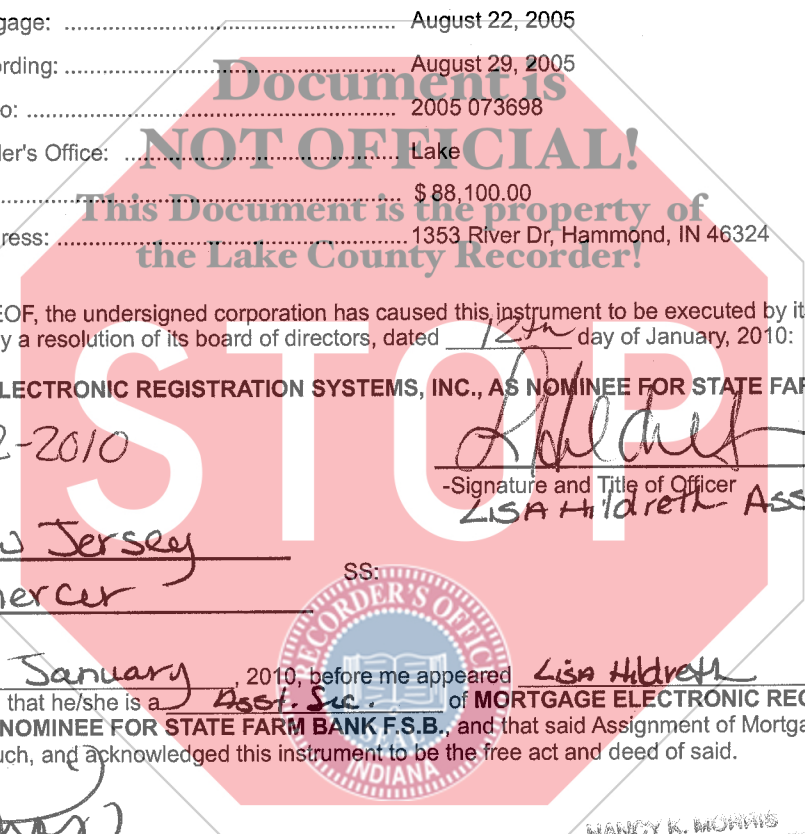 gage: ........ August 22, 2005
ording: ........ August 29, 2005
o: ........ 2005 073698
er's Office: ........ Lake
........ $ 88,100.00
ress: ........ 1353 River Dr, Hammond, IN 46324
Document is
NOT OFFICIAL!
This Document is the property of
the Lake County Recorder!
EOF, the undersigned corporation has caused this instrument to be executed by it
y a resolution of its board of directors, dated 12th day of January, 2010:
LECTRONIC REGISTRATION SYSTEMS, INC., AS NOMINEE FOR STATE FAR
2-2010
STOP
-Signature and Title of Officer
Lisa Hildreth Ass
w Jersey
SS:
mercer
January, 2010, before me appeared Lisa Hildreth
that he/she is a Asst. Sec. of MORTGAGE ELECTRONIC REG
NOMINEE FOR STATE FARM BANK F.S.B., and that said Assignment of Mortga
uch, and acknowledged this instrument to be the free act and deed of said.
RECORDER'S OFFICE
INDIANA
NANCY K. MORRIS